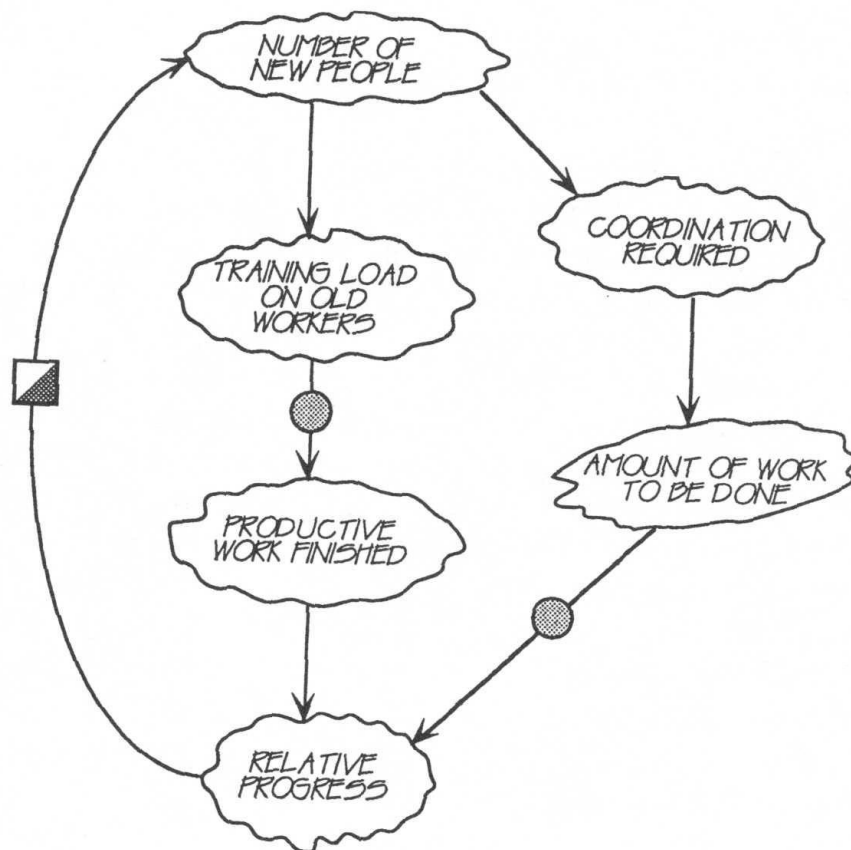 NUMBER OF
NEW PEOPLE
COORDINATION
REQUIRED
TRAINING LOAD
ON OLD
WORKERS
AMOUNT OF WORK
TO BE DONE
PRODUCTIVE
WORK FINISHED
RELATIVE
PROGRESS